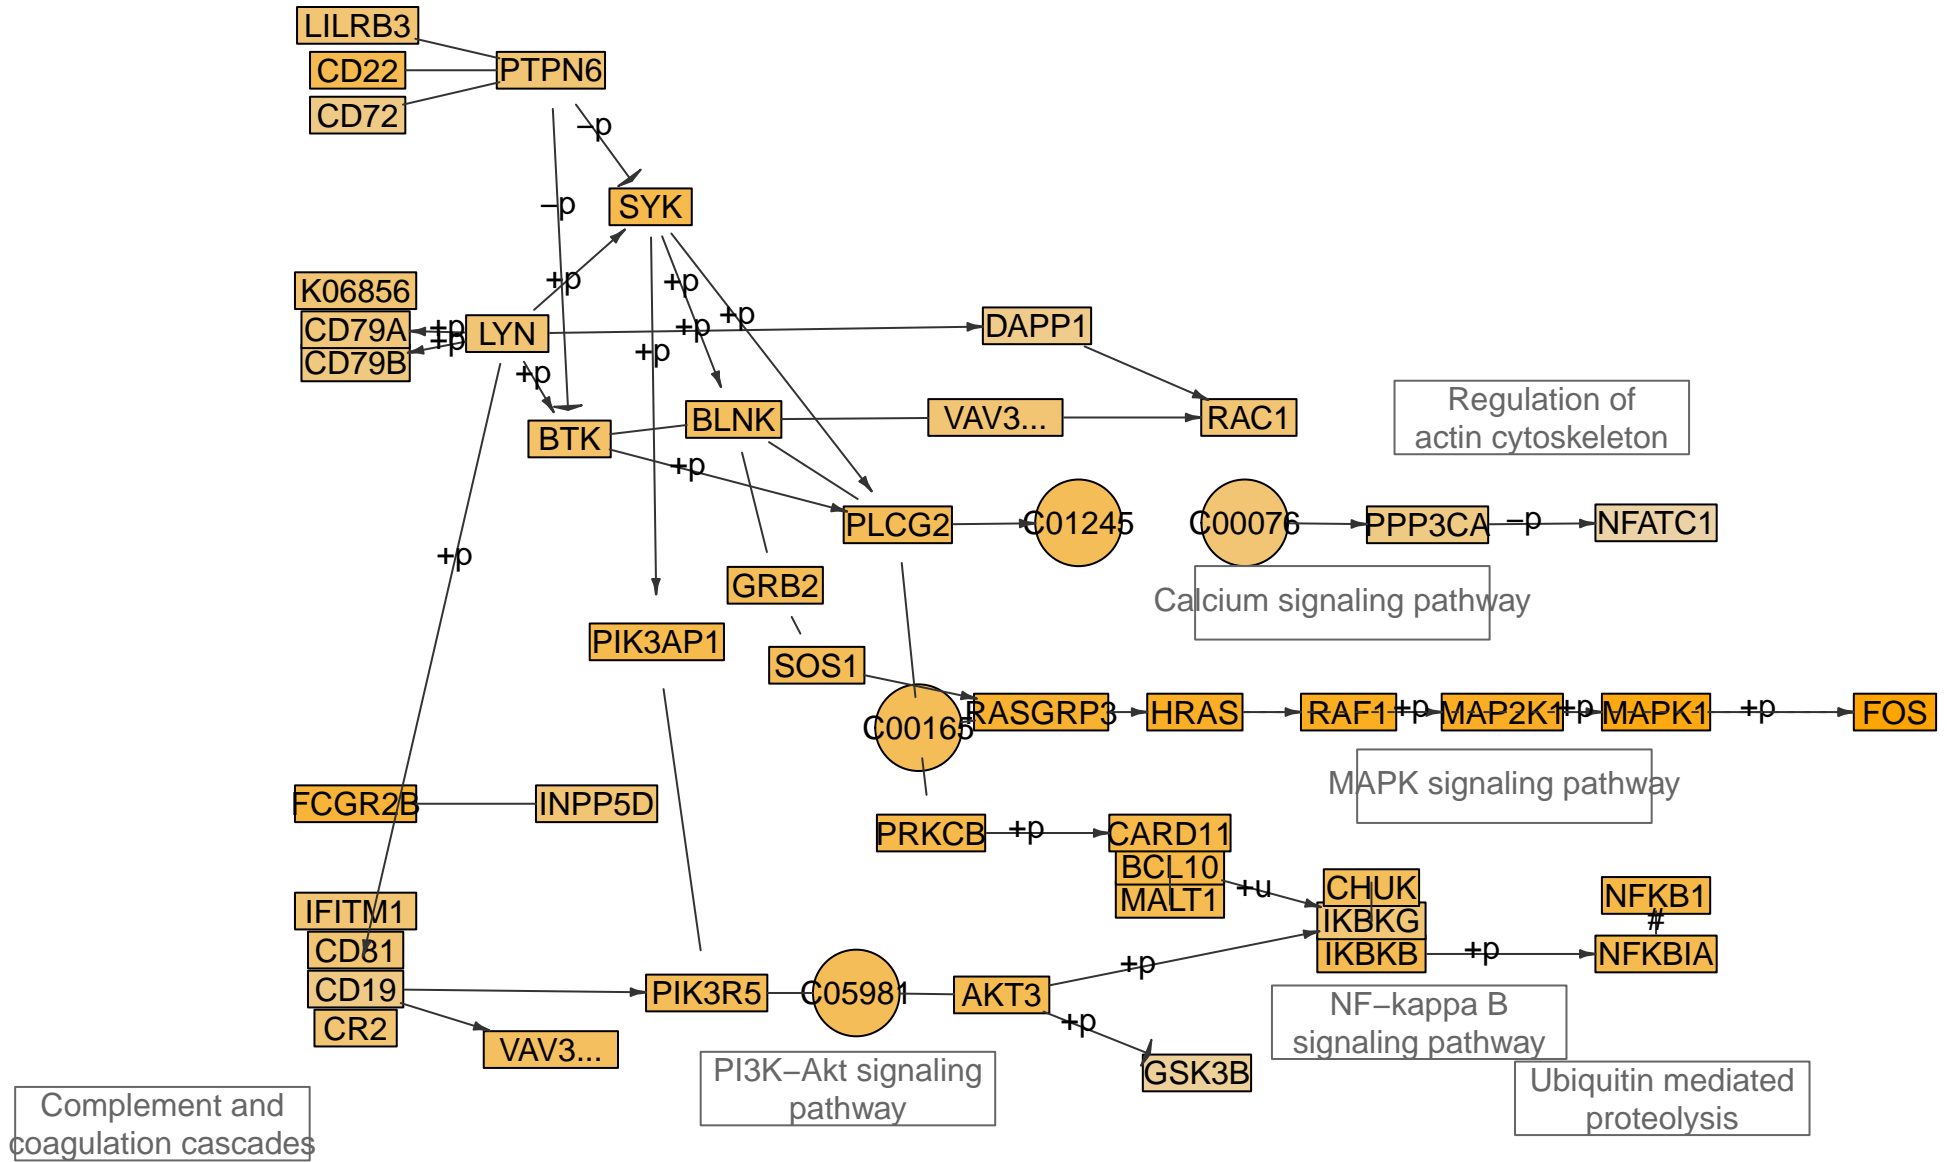 LILRB3
CD22
PTPN6
CD72
−p
SYK
−p
+p
+p
K06856
CD79A
+p
LYN
+p
+p
DAPP1
CD79B
+p
+p
+p
BTK
BLNK
VAV3...
RAC1
Regulation of
actin cytoskeleton
+p
PLCG2
C01245
C00076
PPP3CA
−p
NFATC1
+p
GRB2
Calcium signaling pathway
PIK3AP1
SOS1
C00165
RASGRP3
HRAS
RAF1
+p
MAP2K1
+p
MAPK1
+p
FOS
MAPK signaling pathway
FCGR2B
INPP5D
PRKCB
+p
CARD11
BCL10
MALT1
+u
CHUK
IKBKG
IKBKB
+p
NFKB1
#
NFKBIA
IFITM1
CD81
CD19
CR2
VAV3...
PIK3R5
C05981
AKT3
+p
+p
GSK3B
NF−kappa B
signaling pathway
PI3K−Akt signaling
pathway
Ubiquitin mediated
proteolysis
Complement and
coagulation cascades